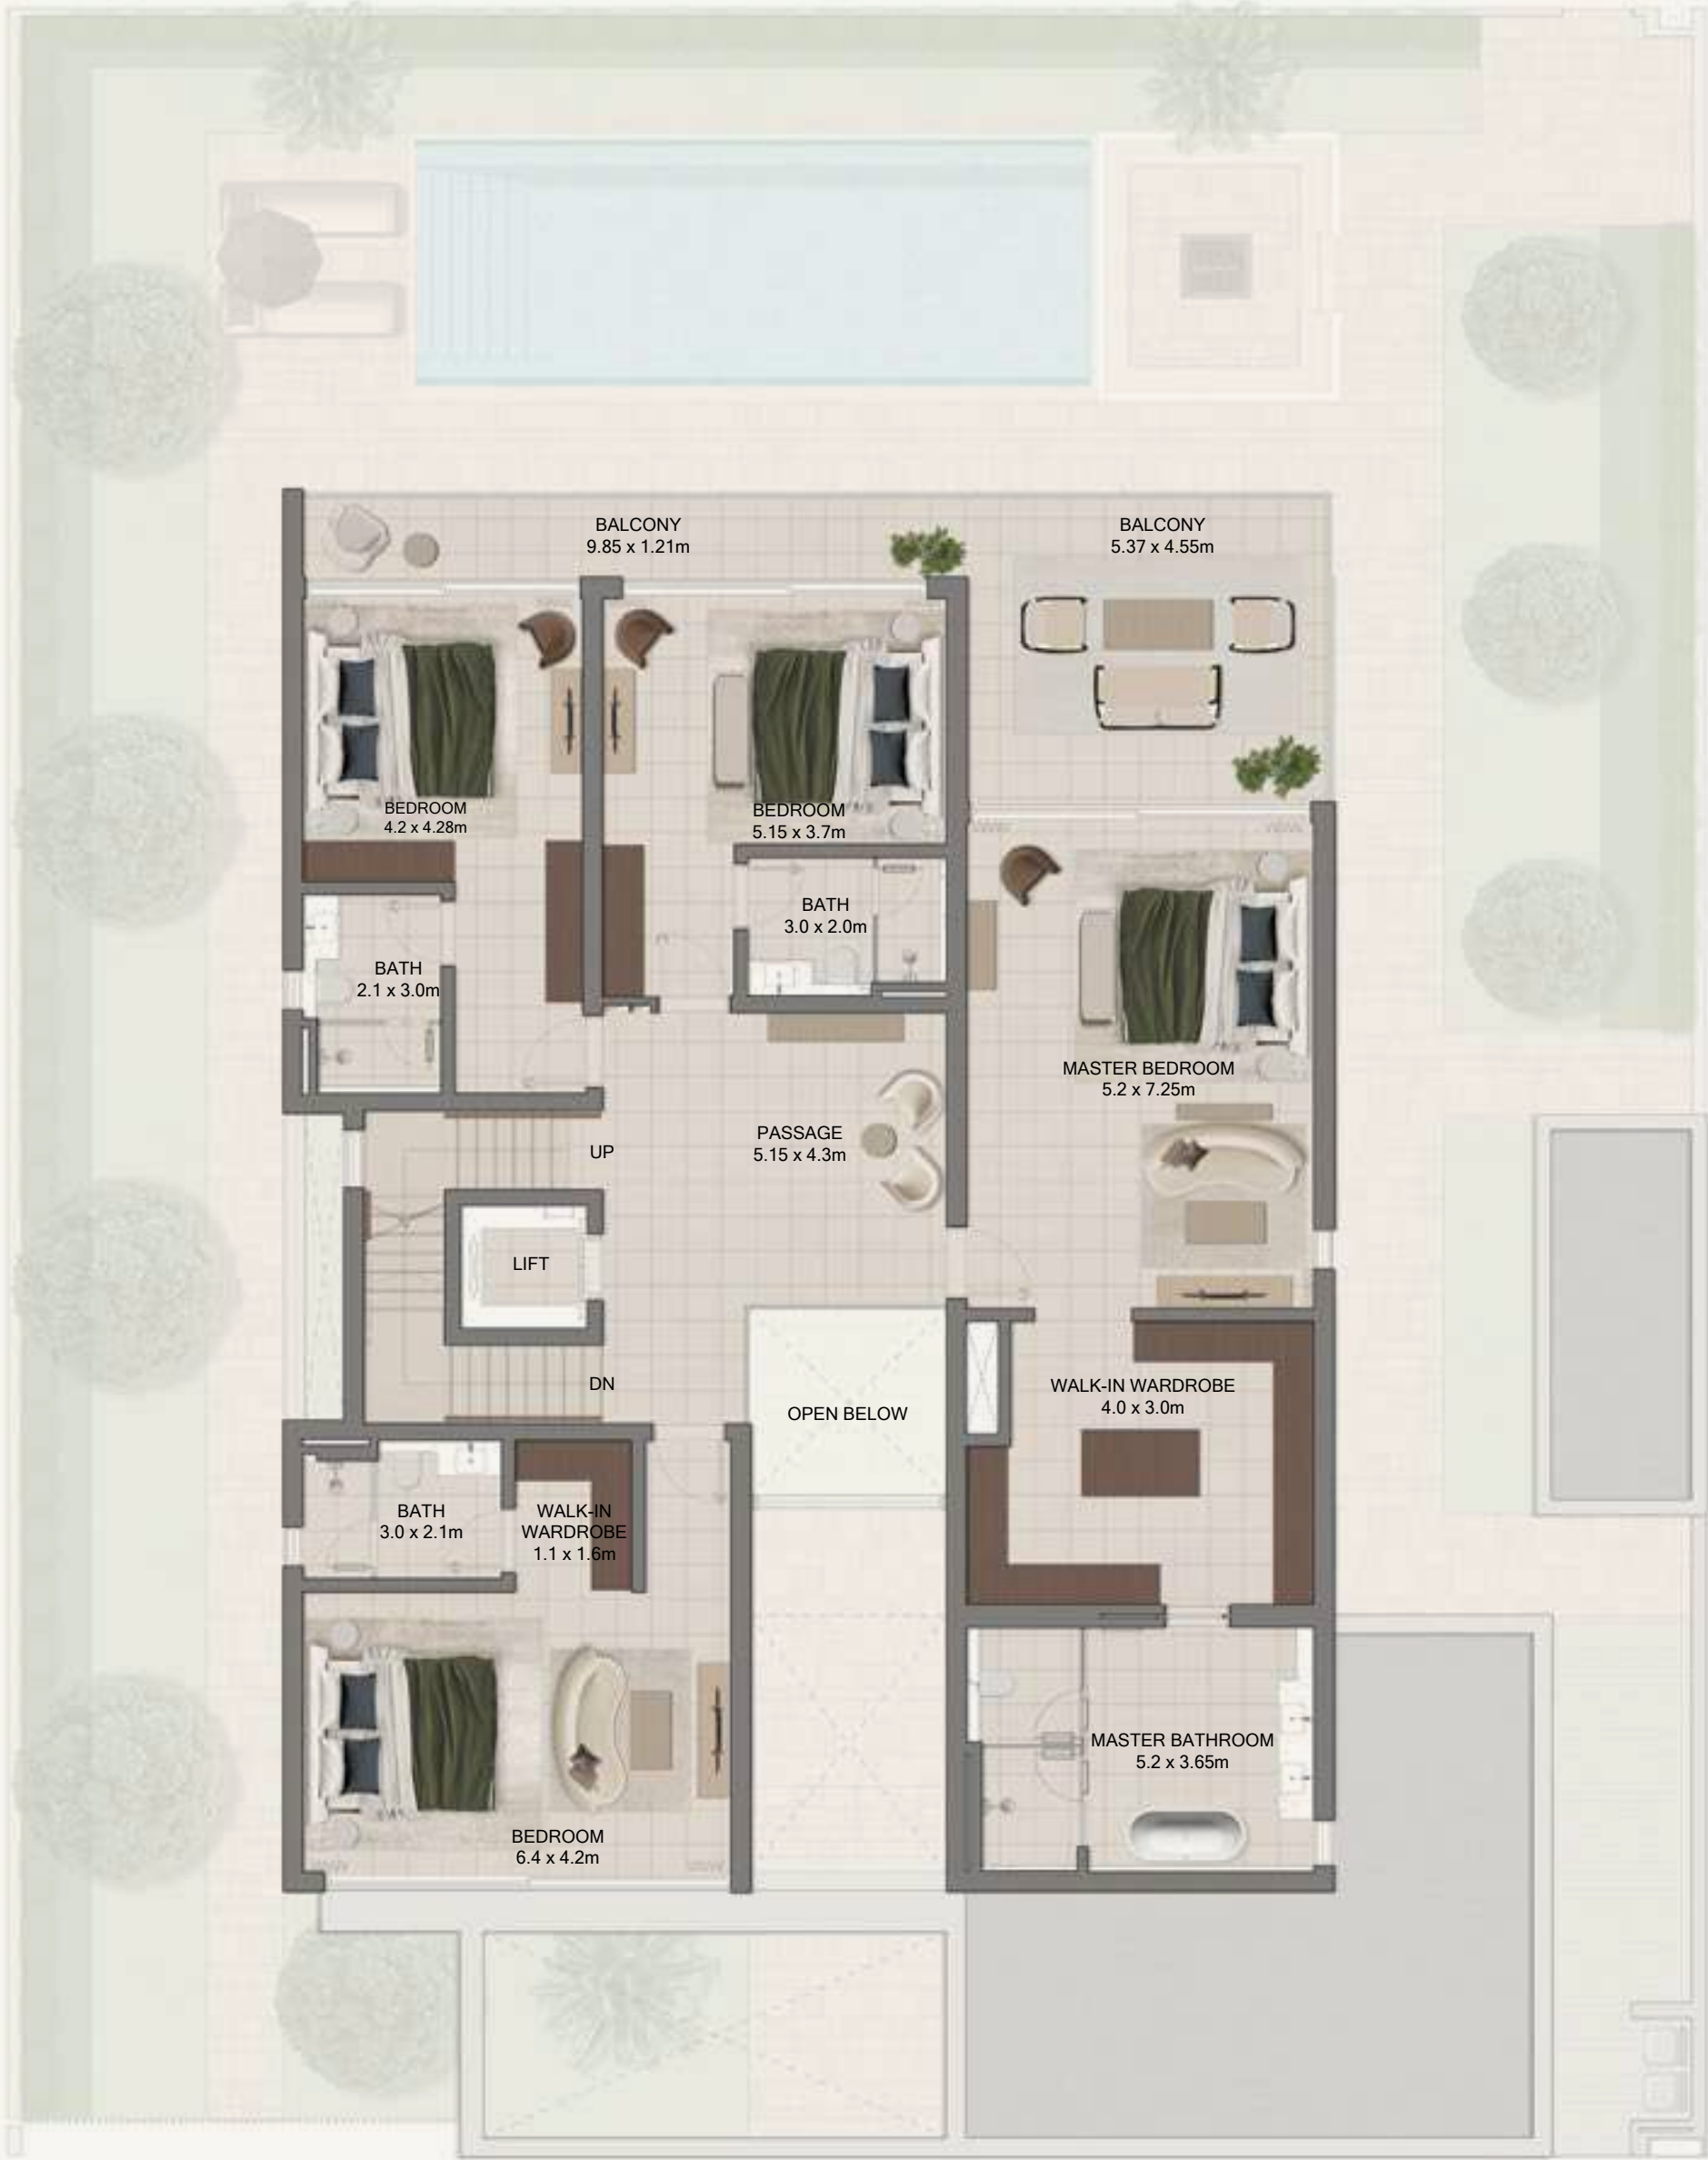 BALCONY
9.85 x 1.21m
BALCONY
5.37 x 4.55m
BEDROOM
4.2 x 4.28m
BEDROOM
5.15 x 3.7m
BATH
3.0 x 2.0m
BATH
2.1 x 3.0m
MASTER BEDROOM
5.2 x 7.25m
PASSAGE
5.15 x 4.3m
UP
LIFT
DN
OPEN BELOW
WALK-IN WARDROBE
4.0 x 3.0m
BATH
3.0 x 2.1m
WALK-IN
WARDROBE
1.1 x 1.6m
MASTER BATHROOM
5.2 x 3.65m
BEDROOM
6.4 x 4.2m